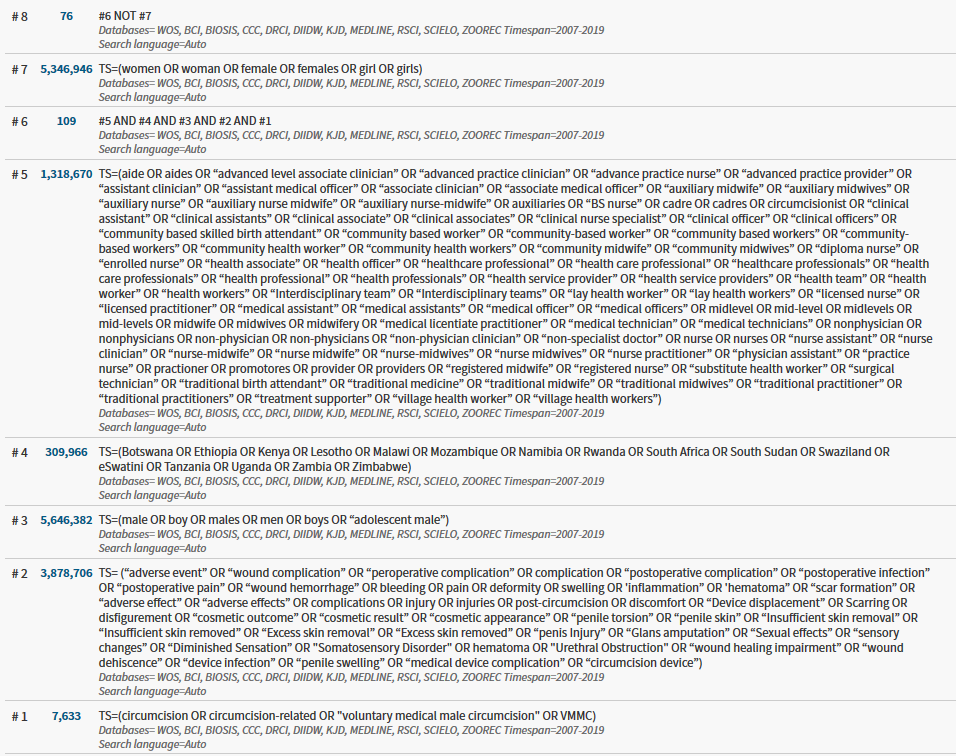 # 8 76 #6 NOT #7
Databases= WOS, BCI, BIOSIS, CCC, DRCI, DIIDW, KJD, MEDLINE, RSCI, SCIELO, ZOOREC Timespan=2007-2019
Search language=Auto
# 7 5,346,946 TS=(women OR woman OR female OR females OR girl OR girls)
Databases= WOS, BCI, BIOSIS, CCC, DRCI, DIIDW, KJD, MEDLINE, RSCI, SCIELO, ZOOREC Timespan=2007-2019
Search language=Auto
# 6 109 #5 AND #4 AND #3 AND #2 AND #1
Databases= WOS, BCI, BIOSIS, CCC, DRCI, DIIDW, KJD, MEDLINE, RSCI, SCIELO, ZOOREC Timespan=2007-2019
Search language=Auto
# 5 1,318,670 TS=(aide OR aides OR “advanced level associate clinician” OR “advanced practice clinician” OR “advance practice nurse” OR “advanced practice provider” OR
“assistant clinician” OR “assistant medical officer” OR “associate clinician” OR “associate medical officer” OR “auxiliary midwife” OR “auxiliary midwives” OR
“auxiliary nurse” OR “auxiliary nurse midwife” OR “auxiliary nurse-midwife” OR auxiliaries OR “BS nurse” OR cadre OR cadres OR circumcisionist OR “clinical
assistant” OR “clinical assistants” OR “clinical associate” OR “clinical associates” OR “clinical nurse specialist” OR “clinical officer” OR “clinical officers” OR
“community based skilled birth attendant” OR “community based worker” OR “community-based worker” OR “community based workers” OR “community-
based workers” OR “community health worker” OR “community health workers” OR “community midwife” OR “community midwives” OR “diploma nurse” OR
“enrolled nurse” OR “health associate” OR “health officer” OR “healthcare professional” OR “health care professional” OR “healthcare professionals” OR “health
care professionals” OR “health professional” OR “health professionals” OR “health service provider” OR “health service providers” OR “health team” OR “health
worker” OR “health workers” OR “Interdisciplinary team” OR “Interdisciplinary teams” OR “lay health worker” OR “lay health workers” OR “licensed nurse” OR
“licensed practitioner” OR “medical assistant” OR “medical assistants” OR “medical officer” OR “medical officers” OR midlevel OR mid-level OR midlevels OR
mid-levels OR midwife OR midwives OR midwifery OR “medical licentiate practitioner” OR “medical technician” OR “medical technicians” OR nonphysician OR
nonphysicians OR non-physician OR non-physicians OR “non-physician clinician” OR “non-specialist doctor” OR nurse OR nurses OR “nurse assistant” OR “nurse
clinician” OR “nurse-midwife” OR “nurse midwife” OR “nurse-midwives” OR “nurse midwives” OR “nurse practitioner” OR “physician assistant” OR “practice
nurse” OR practioner OR promotores OR provider OR providers OR “registered midwife” OR “registered nurse” OR “substitute health worker” OR “surgical
technician” OR “traditional birth attendant” OR “traditional medicine” OR “traditional midwife” OR “traditional midwives” OR “traditional practitioner” OR
“traditional practitioners” OR “treatment supporter” OR “village health worker” OR “village health workers”)
Databases= WOS, BCI, BIOSIS, CCC, DRCI, DIIDW, KJD, MEDLINE, RSCI, SCIELO, ZOOREC Timespan=2007-2019
Search language=Auto
# 4 309,966 TS=(Botswana OR Ethiopia OR Kenya OR Lesotho OR Malawi OR Mozambique OR Namibia OR Rwanda OR South Africa OR South Sudan OR Swaziland OR
eSwatini OR Tanzania OR Uganda OR Zambia OR Zimbabwe)
Databases= WOS, BCI, BIOSIS, CCC, DRCI, DIIDW, KJD, MEDLINE, RSCI, SCIELO, ZOOREC Timespan=2007-2019
Search language=Auto
# 3 5,646,382 TS=(male OR boy OR males OR men OR boys OR “adolescent male”)
Databases= WOS, BCI, BIOSIS, CCC, DRCI, DIIDW, KJD, MEDLINE, RSCI, SCIELO, ZOOREC Timespan=2007-2019
Search language=Auto
# 2 3,878,706 TS= (“adverse event” OR “wound complication” OR “peroperative complication” OR complication OR “postoperative complication” OR “postoperative infection”
OR “postoperative pain” OR “wound hemorrhage” OR bleeding OR pain OR deformity OR swelling OR 'inflammation” OR 'hematoma” OR “scar formation” OR
“adverse effect” OR “adverse effects” OR complications OR injury OR injuries OR post-circumcision OR discomfort OR “Device displacement” OR Scarring OR
disfigurement OR “cosmetic outcome” OR “cosmetic result” OR “cosmetic appearance” OR “penile torsion” OR “penile skin” OR “Insufficient skin removal” OR
“Insufficient skin removed” OR “Excess skin removal” OR “Excess skin removed” OR “penis Injury” OR “Glans amputation” OR “Sexual effects” OR “sensory
changes” OR “Diminished Sensation” OR "Somatosensory Disorder" OR hematoma OR "Urethral Obstruction" OR “wound healing impairment” OR “wound
dehiscence” OR “device infection” OR “penile swelling” OR “medical device complication” OR “circumcision device”)
Databases= WOS, BCI, BIOSIS, CCC, DRCI, DIIDW, KJD, MEDLINE, RSCI, SCIELO, ZOOREC Timespan=2007-2019
Search language=Auto
# 1 7,633 TS=(circumcision OR circumcision-related OR "voluntary medical male circumcision" OR VMMC)
Databases= WOS, BCI, BIOSIS, CCC, DRCI, DIIDW, KJD, MEDLINE, RSCI, SCIELO, ZOOREC Timespan=2007-2019
Search language=Auto